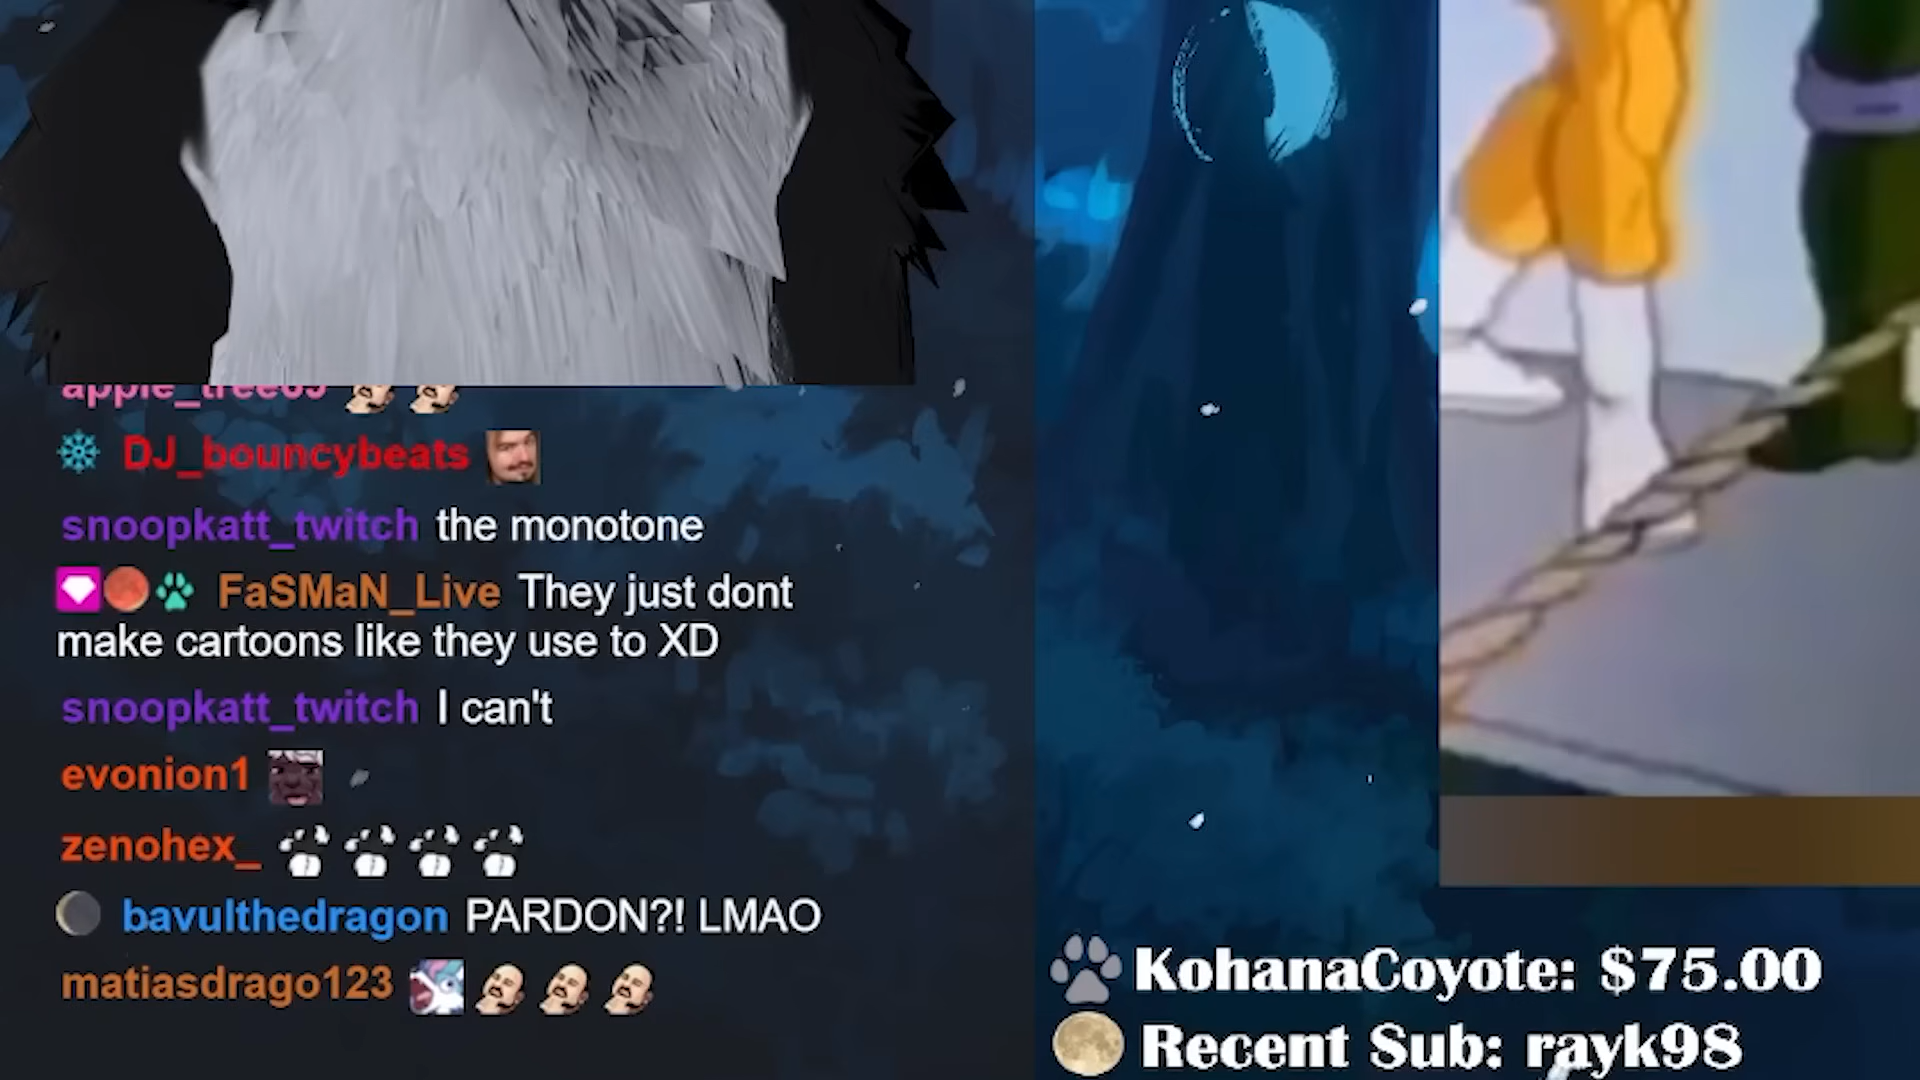 apple_tree89
DJ_bouncybeats
snoopkatt_twitch the monotone
FaSMaN_Live They just dont
make cartoons like they use to XD
snoopkatt_twitch I can't
evonion1
zenohex_
bavulthedragon PARDON?! LMAO
matiasdrago123
KohanaCoyote: $75.00
Recent Sub: rayk98